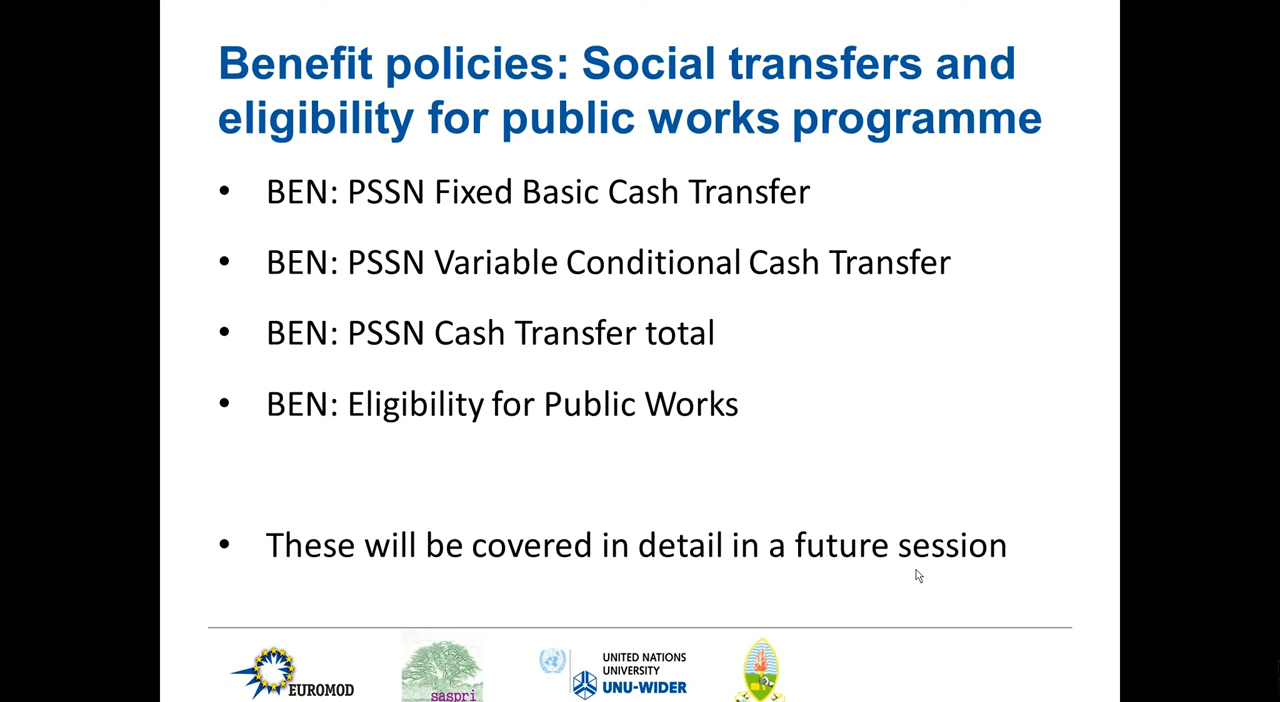 Benefit policies: Social transfers and
eligibility for public works programme
• BEN: PSSN Fixed Basic Cash Transfer
• BEN: PSSN Variable Conditional Cash Transfer
• BEN: PSSN Cash Transfer total
• BEN: Eligibility for Public Works
• These will be covered in detail in a future session
EUROMOD
saspri
UNITED NATIONS
UNIVERSITY
UNU-WIDER